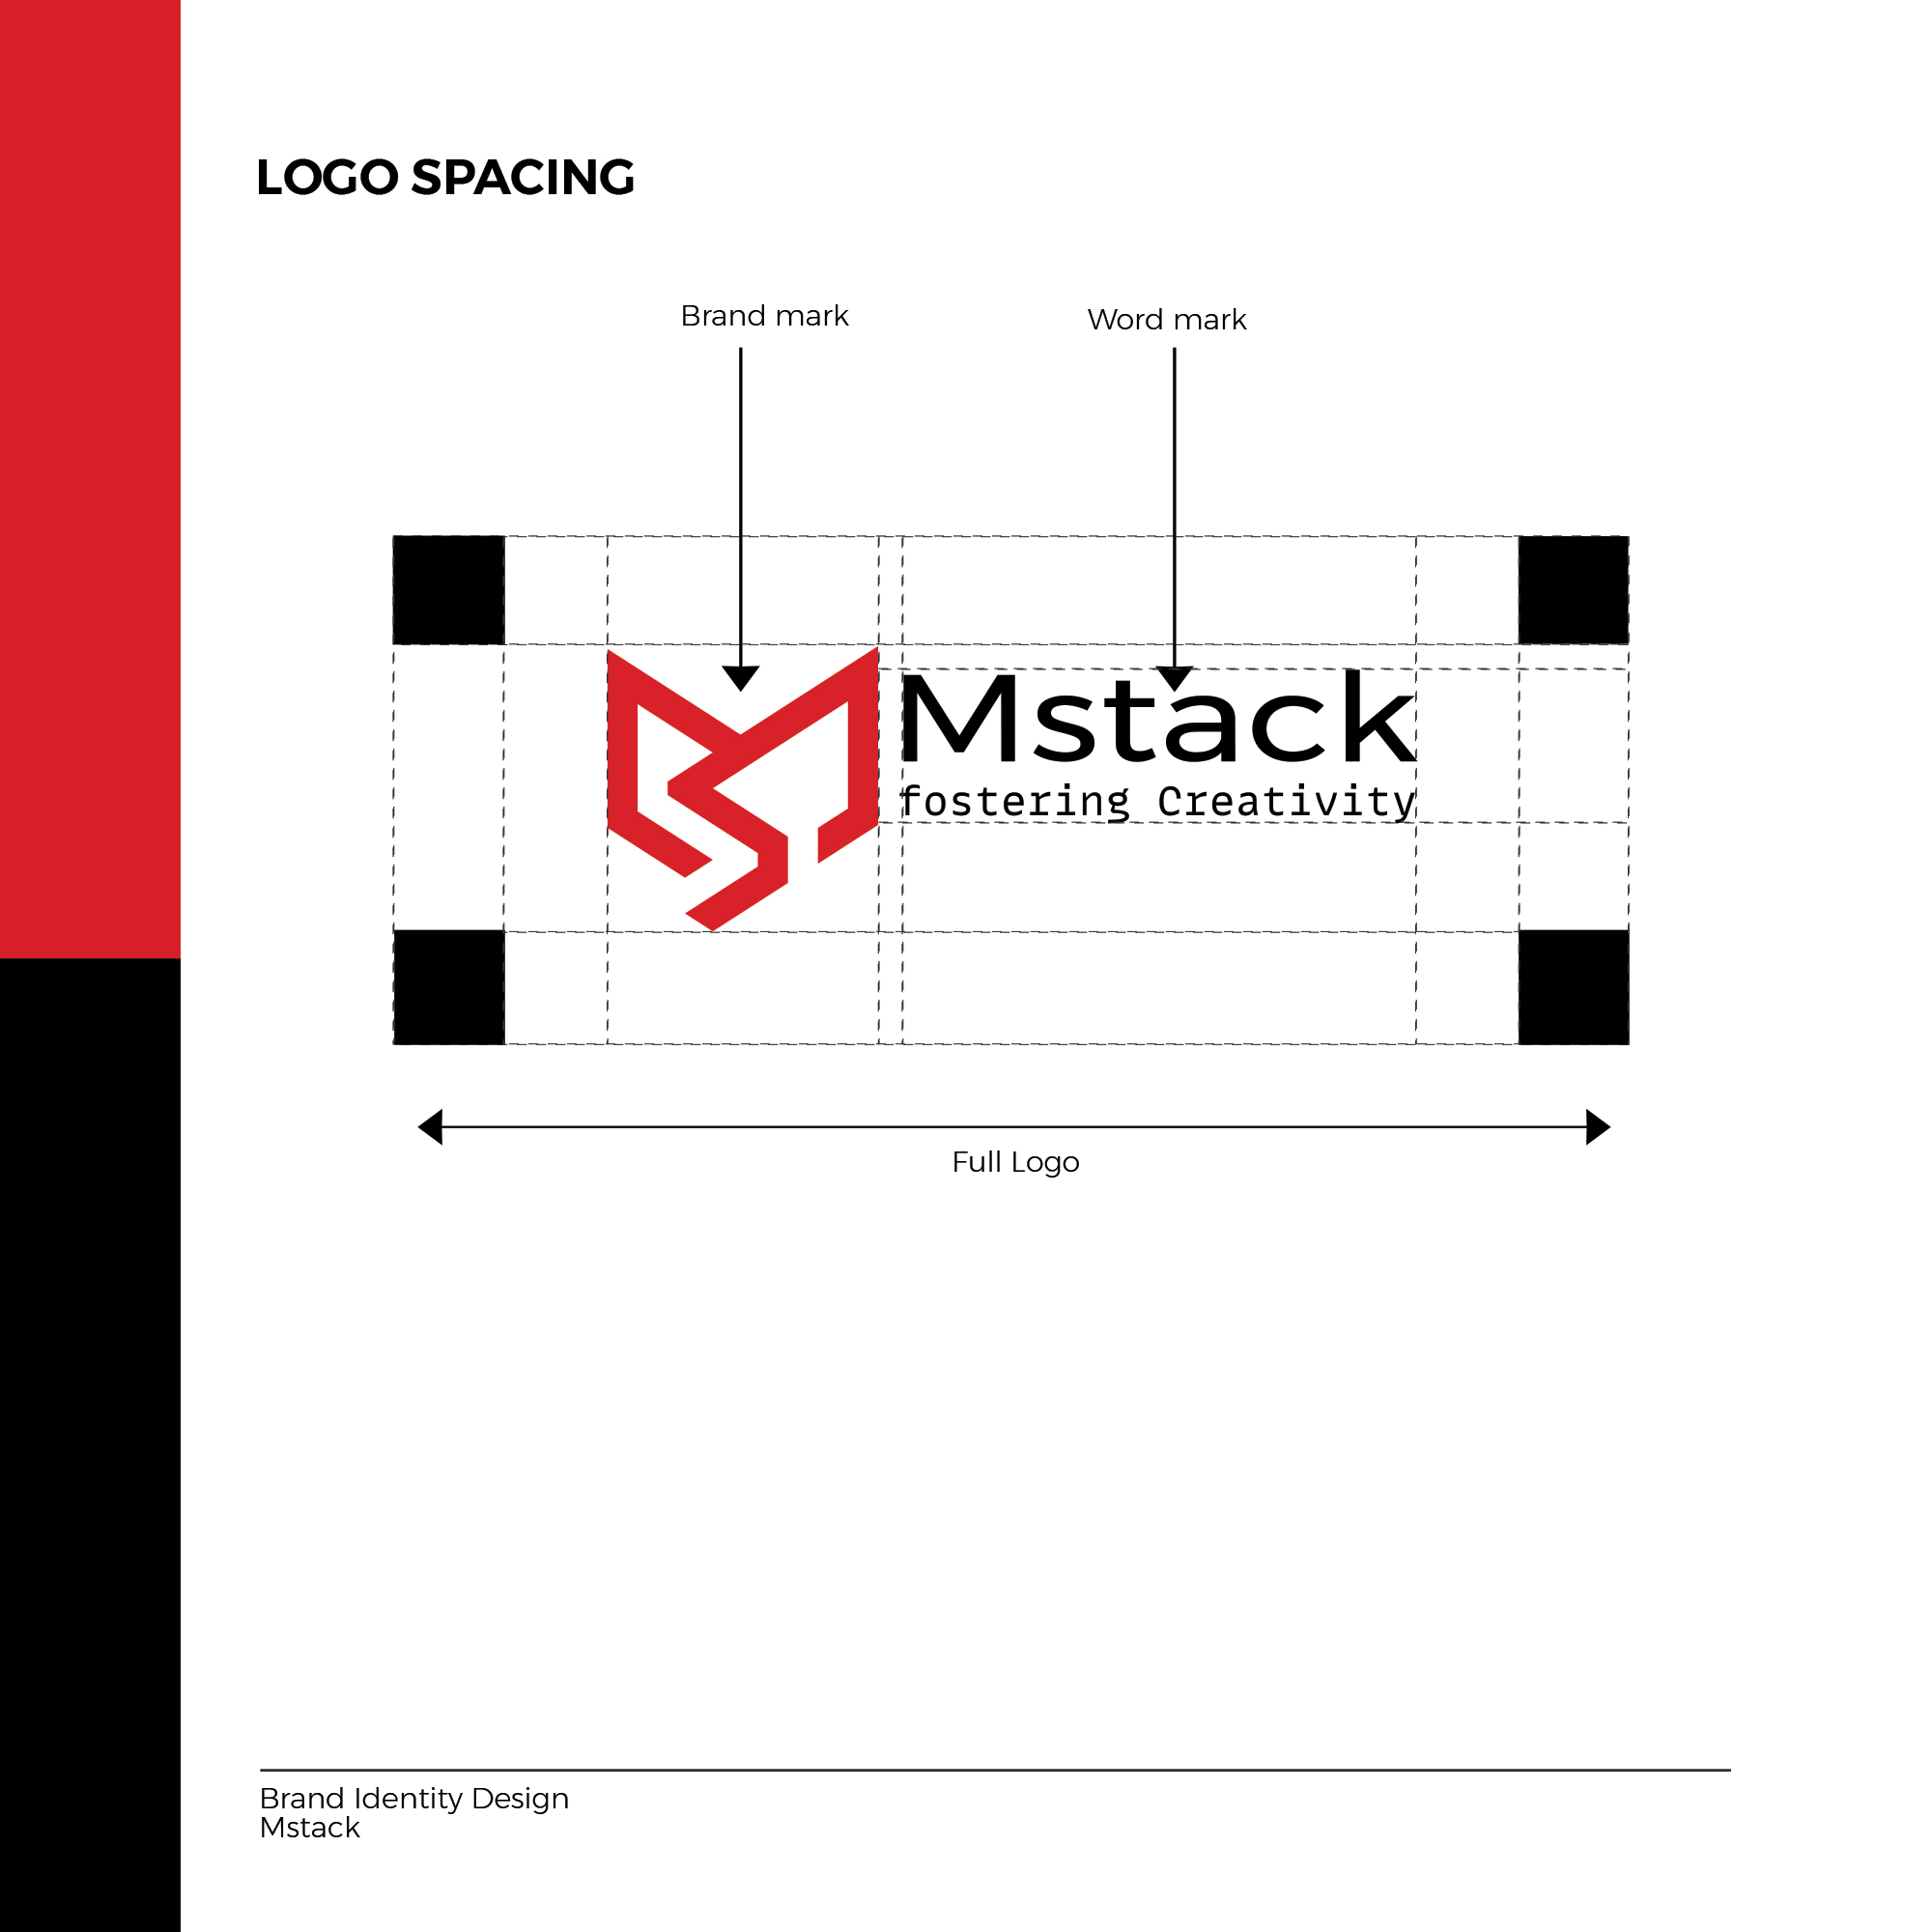 LOGO SPACING
Brand mark
Word mark
Mstack
fostering Creativity
Full Logo
Brand Identity Design
Mstack